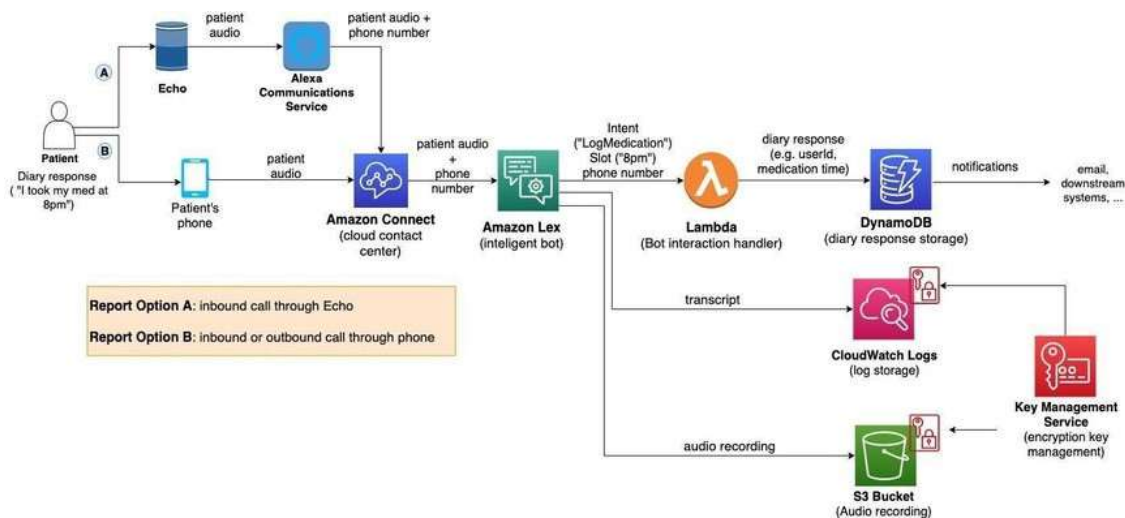 patient
audio
patient audio +
phone number
A
Echo
Alexa
Communications
Service
Patient
Diary response
( "I took my med at
8pm")
B
Patient's
phone
patient
audio
Amazon Connect
(cloud contact
center)
patient audio
+
phone
number
Amazon Lex
(inteligent bot)
Intent
("LogMedication")
Slot ("8pm")
phone number
Lambda
(Bot interaction handler)
diary response
(e.g. userId,
medication time)
DynamoDB
(diary response storage)
notifications
email,
downstream
systems, ...
Report Option A: inbound call through Echo
Report Option B: inbound or outbound call through phone
transcript
CloudWatch Logs
(log storage)
Key Management
Service
(encryption key
management)
audio recording
S3 Bucket
(Audio recording)